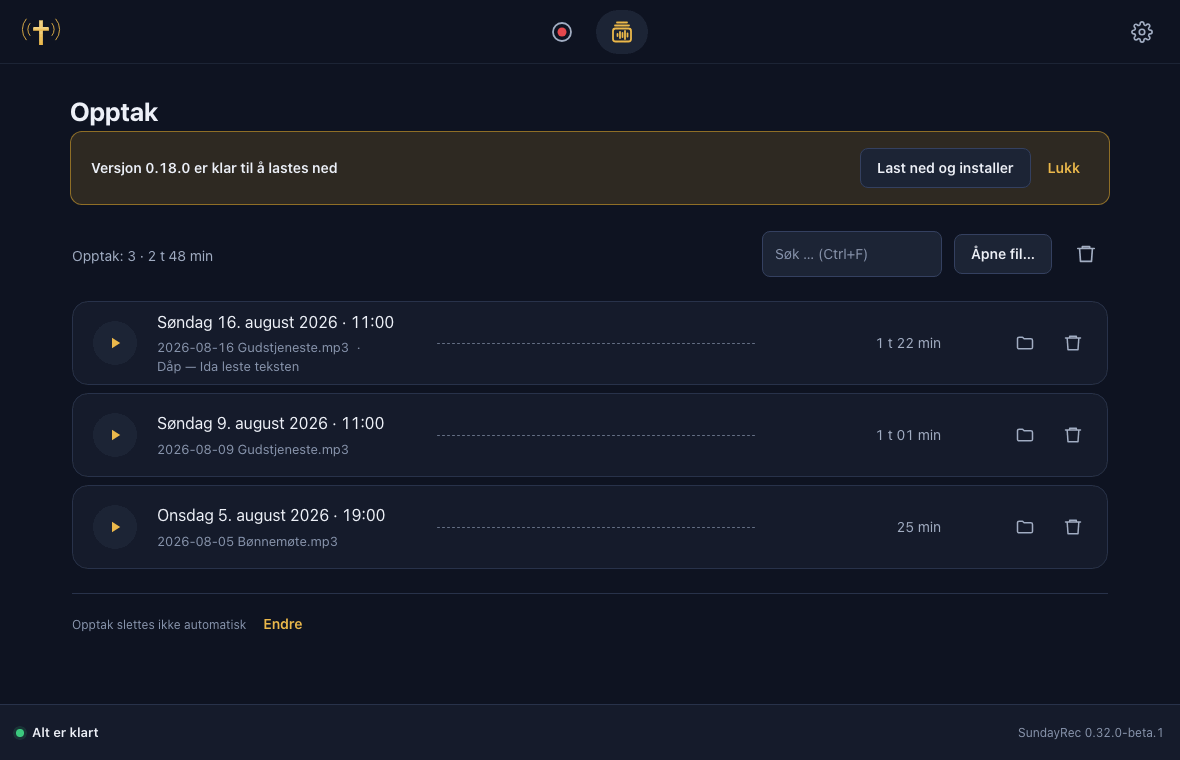 Opptak
Versjon 0.18.0 er klar til å lastes ned
Last ned og installer
Lukk
Opptak: 3 · 2 t 48 min
Søk … (Ctrl+F)
Åpne fil...
Søndag 16. august 2026 · 11:00
2026-08-16 Gudstjeneste.mp3 ·
Dåp — Ida leste teksten
1 t 22 min
Søndag 9. august 2026 · 11:00
2026-08-09 Gudstjeneste.mp3
1 t 01 min
Onsdag 5. august 2026 · 19:00
2026-08-05 Bønnemøte.mp3
25 min
Opptak slettes ikke automatisk
Endre
Alt er klart
SundayRec 0.32.0-beta.1